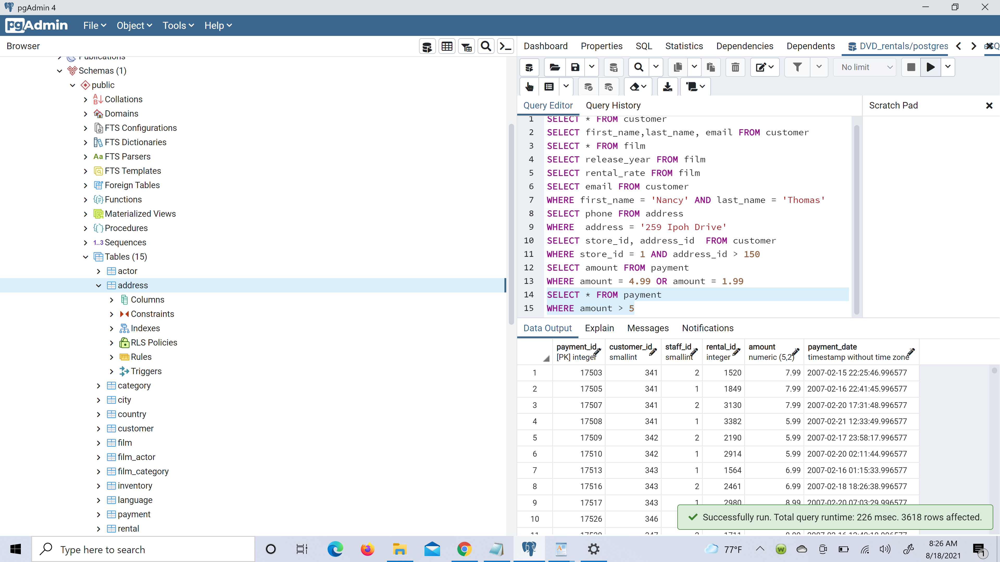 pgAdmin 4
pgAdmin File Object Tools Help
Browser
Dashboard Properties SQL Statistics Dependencies Dependents DVD_rentals/postgres
Publications
Schemas (1)
public
Collations
Domains
FTS Configurations
FTS Dictionaries
Aa FTS Parsers
FTS Templates
Foreign Tables
Functions
Materialized Views
Procedures
1..3 Sequences
Tables (15)
actor
address
Columns
Constraints
Indexes
RLS Policies
Rules
Triggers
category
city
country
customer
film
film_actor
film_category
inventory
language
payment
rental
No limit
Query Editor Query History
Scratch Pad
1 SELECT * FROM customer
2 SELECT first_name,last_name, email FROM customer
3 SELECT * FROM film
4 SELECT release_year FROM film
5 SELECT rental_rate FROM film
6 SELECT email FROM customer
7 WHERE first_name = 'Nancy' AND last_name = 'Thomas'
8 SELECT phone FROM address
9 WHERE  address = '259 Ipoh Drive'
10 SELECT store_id, address_id  FROM customer
11 WHERE store_id = 1 AND address_id > 150
12 SELECT amount FROM payment
13 WHERE amount = 4.99 OR amount = 1.99
14 SELECT * FROM payment
15 WHERE amount > 5
Data Output Explain Messages Notifications
payment_id customer_id staff_id rental_id amount payment_date
[PK] integer smallint smallint integer numeric (5,2) timestamp without time zone
1 17503 341 2 1520 7.99 2007-02-15 22:25:46.996577
2 17505 341 1 1849 7.99 2007-02-16 22:41:45.996577
3 17507 341 2 3130 7.99 2007-02-20 17:31:48.996577
4 17508 341 1 3382 5.99 2007-02-21 12:33:49.996577
5 17509 342 2 2190 5.99 2007-02-17 23:58:17.996577
6 17510 342 1 2914 5.99 2007-02-20 02:11:44.996577
7 17513 343 1 1564 6.99 2007-02-16 01:15:33.996577
8 17516 343 2 2461 6.99 2007-02-18 18:26:38.996577
9 17517 343 1 2980 8.99 2007-02-20 07:03:29.996577
10 17526 346
Successfully run. Total query runtime: 226 msec. 3618 rows affected.
Type here to search
77°F
8:26 AM
8/18/2021
1